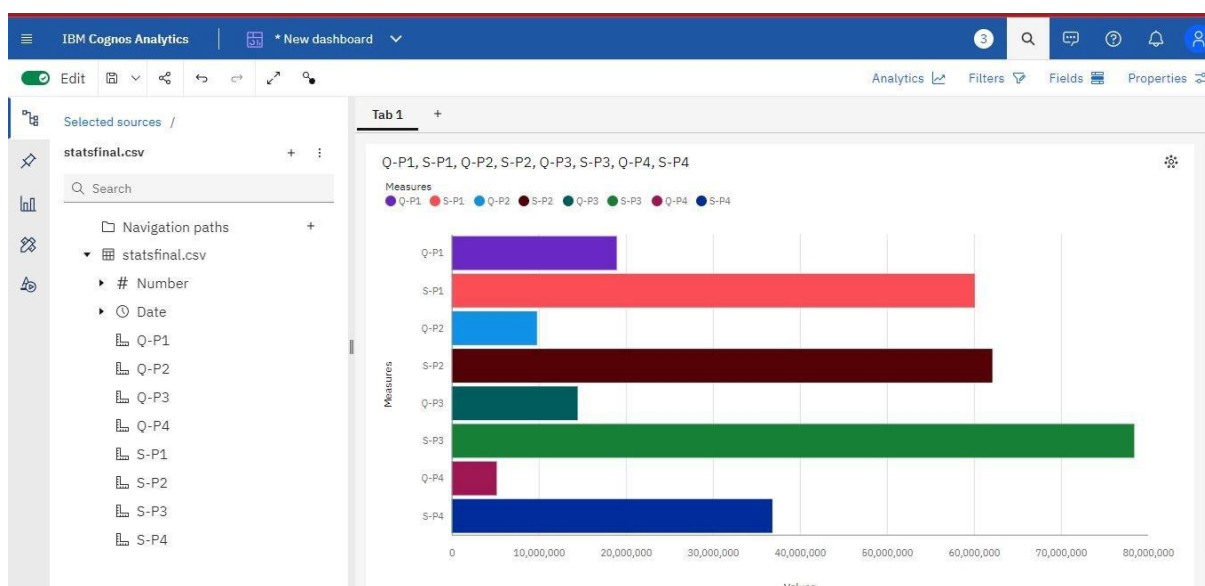 IBM Cognos Analytics * New dashboard 3
Edit Analytics Filters Fields Properties
Selected sources /
statsfinal.csv
Search
Navigation paths
statsfinal.csv
# Number
Date
Q-P1
Q-P2
Q-P3
Q-P4
S-P1
S-P2
S-P3
S-P4
Tab 1 +
Q-P1, S-P1, Q-P2, S-P2, Q-P3, S-P3, Q-P4, S-P4
Measures
Q-P1 S-P1 Q-P2 S-P2 Q-P3 S-P3 Q-P4 S-P4
Measures
Q-P1
S-P1
Q-P2
S-P2
Q-P3
S-P3
Q-P4
S-P4
0 10,000,000 20,000,000 30,000,000 40,000,000 50,000,000 60,000,000 70,000,000 80,000,000